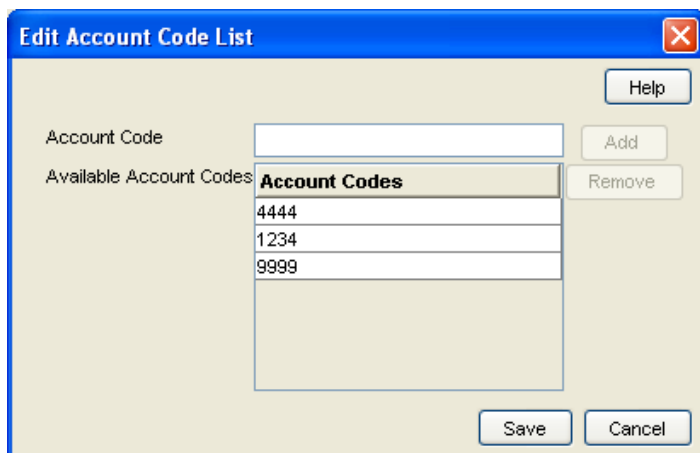 Edit Account Code List
Help
Account Code
Add
Available Account Codes
Account Codes
Remove
4444
1234
9999
Save
Cancel